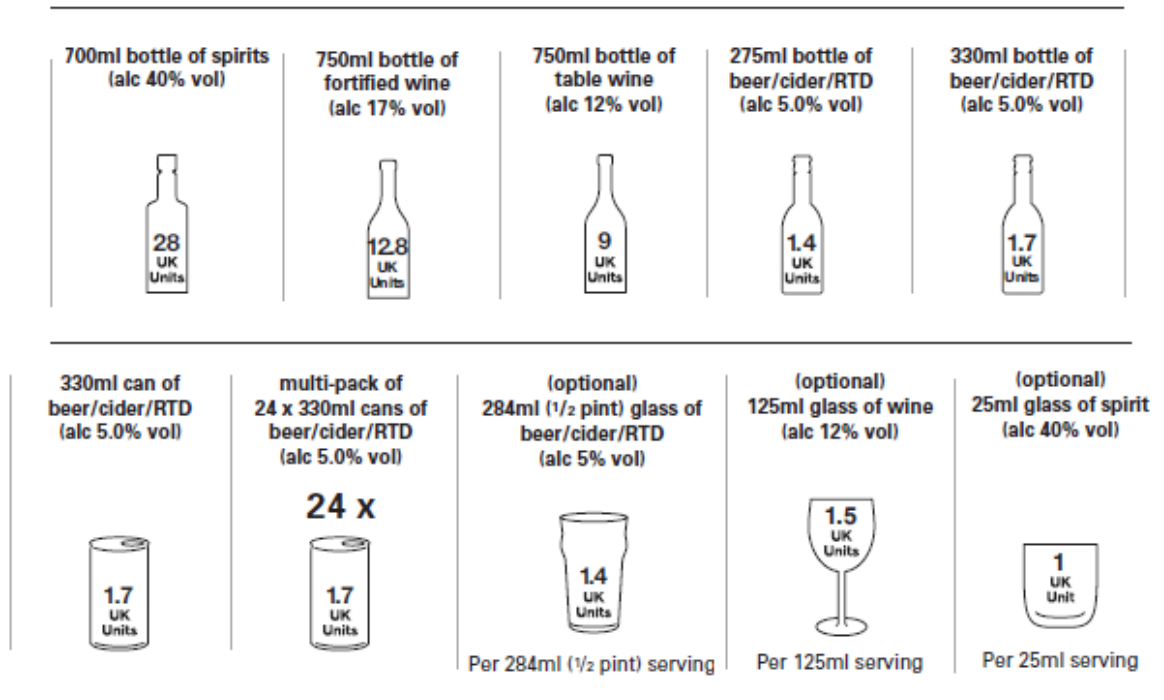 700ml bottle of spirits
(alc 40% vol)
28
UK
Units
750ml bottle of
fortified wine
(alc 17% vol)
12.8
UK
Units
750ml bottle of
table wine
(alc 12% vol)
9
UK
Units
275ml bottle of
beer/cider/RTD
(alc 5.0% vol)
1.4
UK
Units
330ml bottle of
beer/cider/RTD
(alc 5.0% vol)
1.7
UK
Units
330ml can of
beer/cider/RTD
(alc 5.0% vol)
1.7
UK
Units
multi-pack of
24 x 330ml cans of
beer/cider/RTD
(alc 5.0% vol)
24 x
1.7
UK
Units
(optional)
284ml (1/2 pint) glass of
beer/cider/RTD
(alc 5% vol)
1.4
UK
Units
Per 284ml (1/2 pint) serving
(optional)
125ml glass of wine
(alc 12% vol)
1.5
UK
Units
Per 125ml serving
(optional)
25ml glass of spirit
(alc 40% vol)
1
UK
Unit
Per 25ml serving